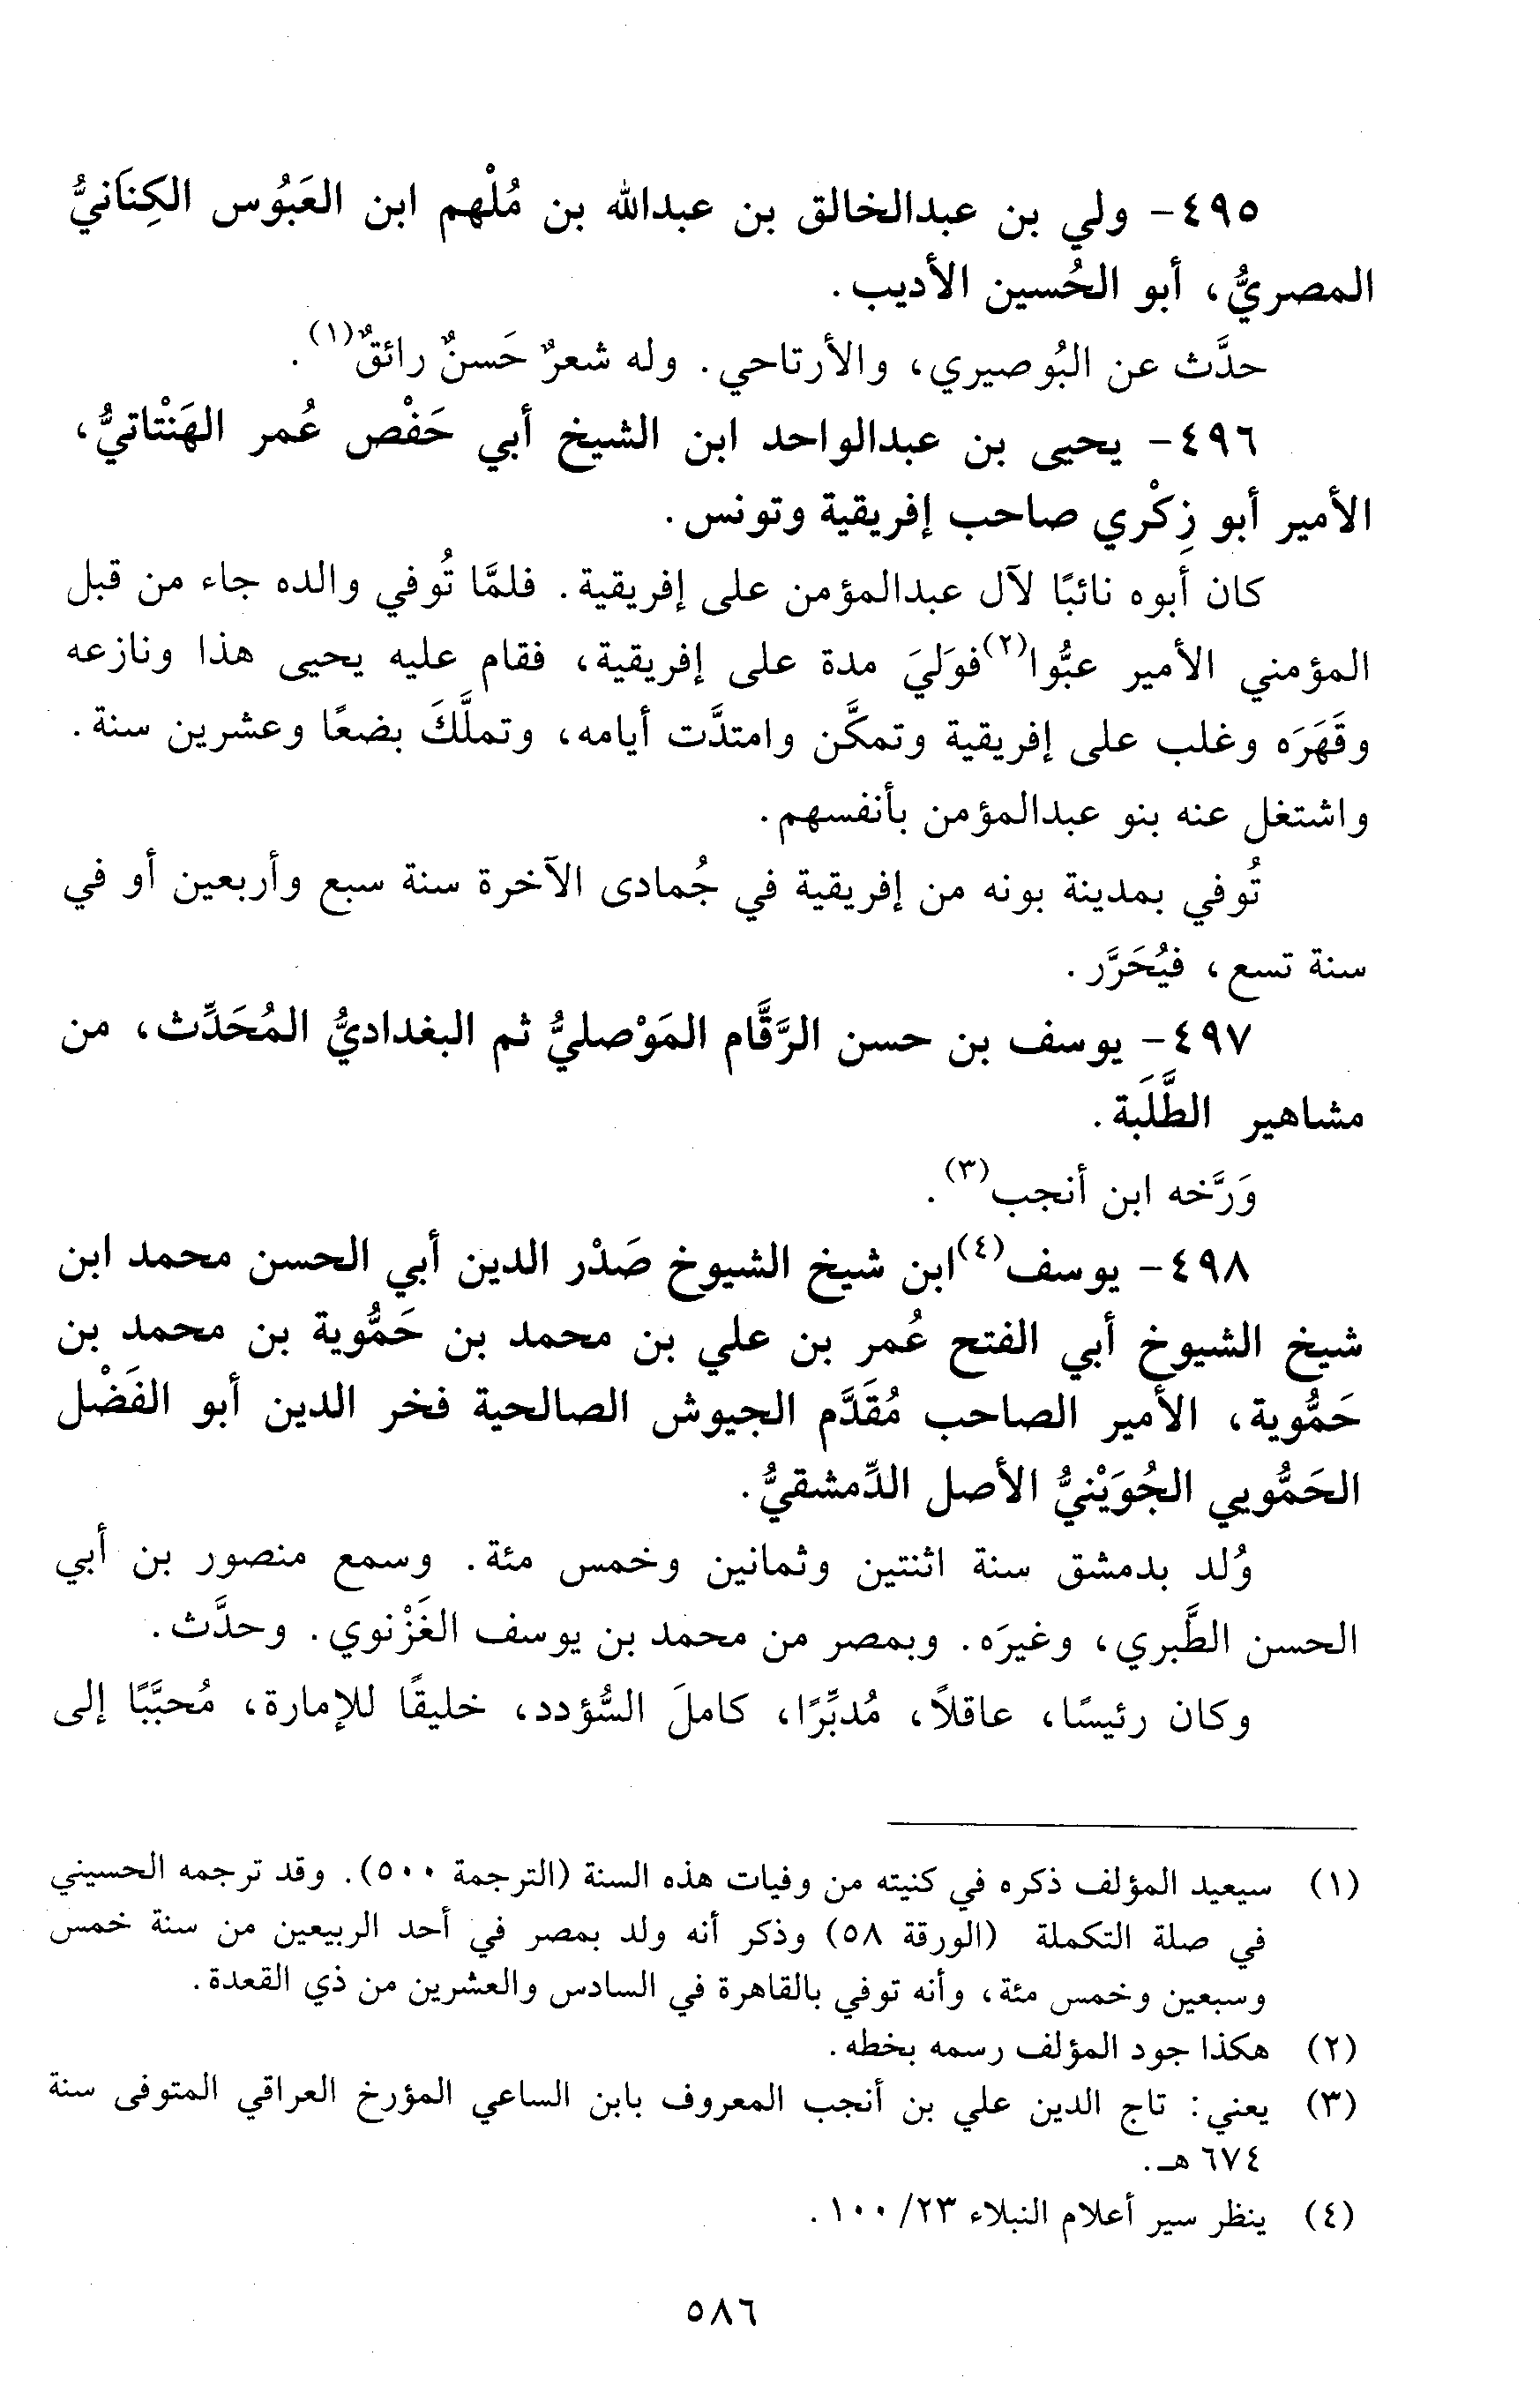 ٤٩٥- ولي بن عبدالخالق بن عبدالله بن مُلْهم ابن العَبُوس الكِنَانيُّ
المصريُّ، أبو الحُسين الأديب.
حدَّث عن البُوصيري، والأرتاحي. وله شعرٌ حَسنٌ رائقٌ(١).
٤٩٦- يحيى بن عبدالواحد ابن الشيخ أبي حَفْص عُمر الهَنْتاتيُّ،
الأمير أبو زِكْري صاحب إفريقية وتونس.
كان أبوه نائبًا لآل عبدالمؤمن على إفريقية. فلمَّا تُوفي والده جاء من قبل
المؤمني الأمير عبُّوا(٢) فوَليَ مدة على إفريقية، فقام عليه يحيى هذا ونازعه
وقَهَرَه وغلب على إفريقية وتمكَّن وامتدَّت أيامه، وتملَّكَ بضعًا وعشرين سنة.
واشتغل عنه بنو عبدالمؤمن بأنفسهم.
تُوفي بمدينة بونه من إفريقية في جُمادى الآخرة سنة سبع وأربعين أو في
سنة تسع، فيُحَرَّر.
٤٩٧- يوسف بن حسن الرَّقَّام المَوْصليُّ ثم البغداديُّ المُحَدِّث، من
مشاهير الطَّلَبة.
وَرَّخه ابن أنجب(٣).
٤٩٨- يوسف(٤) ابن شيخ الشيوخ صَدْر الدين أبي الحسن محمد ابن
شيخ الشيوخ أبي الفتح عُمر بن علي بن محمد بن حَمُّوية بن محمد بن
حَمُّوية، الأمير الصاحب مُقَدَّم الجيوش الصالحية فخر الدين أبو الفَضْل
الحَمُّويي الجُوَيْنيُّ الأصل الدِّمشقيُّ.
وُلد بدمشق سنة اثنتين وثمانين وخمس مئة. وسمع منصور بن أبي
الحسن الطَّبري، وغيرَه. وبمصر من محمد بن يوسف الغَزْنوي. وحدَّث.
وكان رئيسًا، عاقلاً، مُدبِّرًا، كاملَ السُّؤدد، خليقًا للإمارة، مُحبَّبًا إلى
(١) سيعيد المؤلف ذكره في كنيته من وفيات هذه السنة (الترجمة ٥٠٠). وقد ترجمه الحسيني
في صلة التكملة (الورقة ٥٨) وذكر أنه ولد بمصر في أحد الربيعين من سنة خمس
وسبعين وخمس مئة، وأنه توفي بالقاهرة في السادس والعشرين من ذي القعدة.
(٢) هكذا جود المؤلف رسمه بخطه.
(٣) يعني: تاج الدين علي بن أنجب المعروف بابن الساعي المؤرخ العراقي المتوفى سنة
٦٧٤ هـ.
(٤) ينظر سير أعلام النبلاء ٢٣/ ١٠٠.
٥٨٦